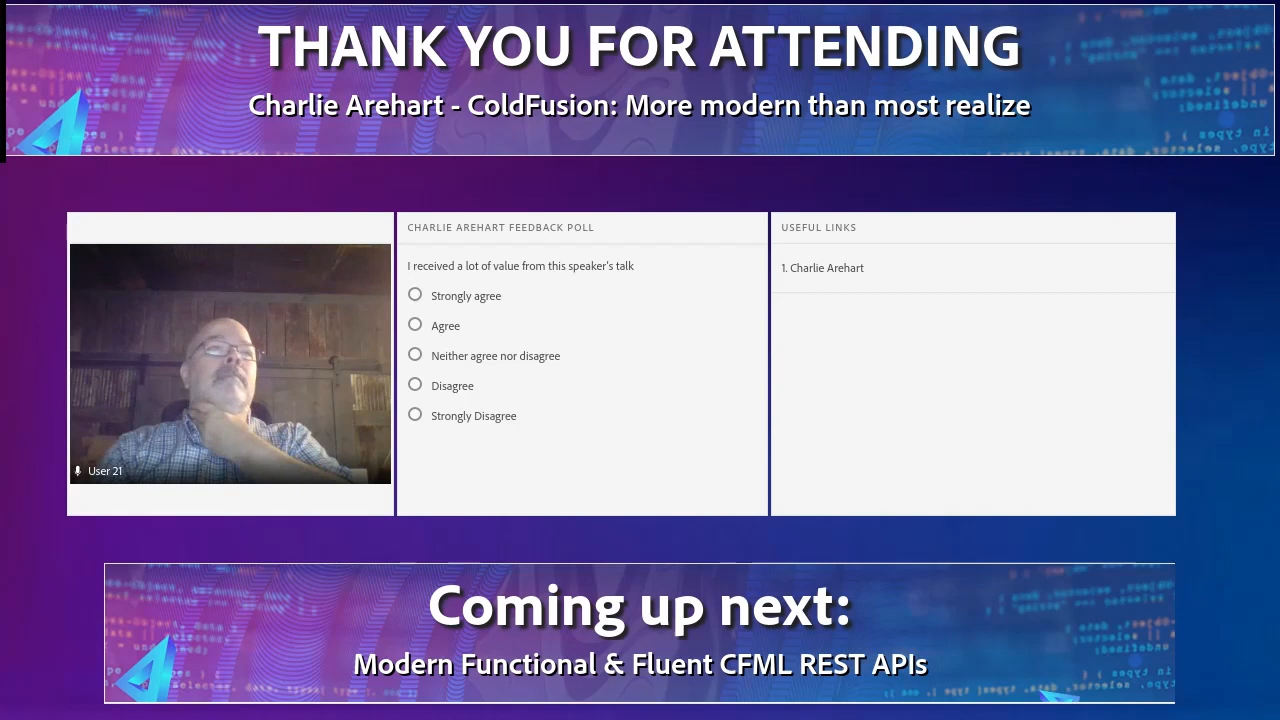 THANK YOU FOR ATTENDING
Charlie Arehart - ColdFusion: More modern than most realize
CHARLIE AREHART FEEDBACK POLL
I received a lot of value from this speaker's talk
Strongly agree
Agree
Neither agree nor disagree
Disagree
Strongly Disagree
USEFUL LINKS
1. Charlie Arehart
User 21
Coming up next:
Modern Functional & Fluent CFML REST APIs